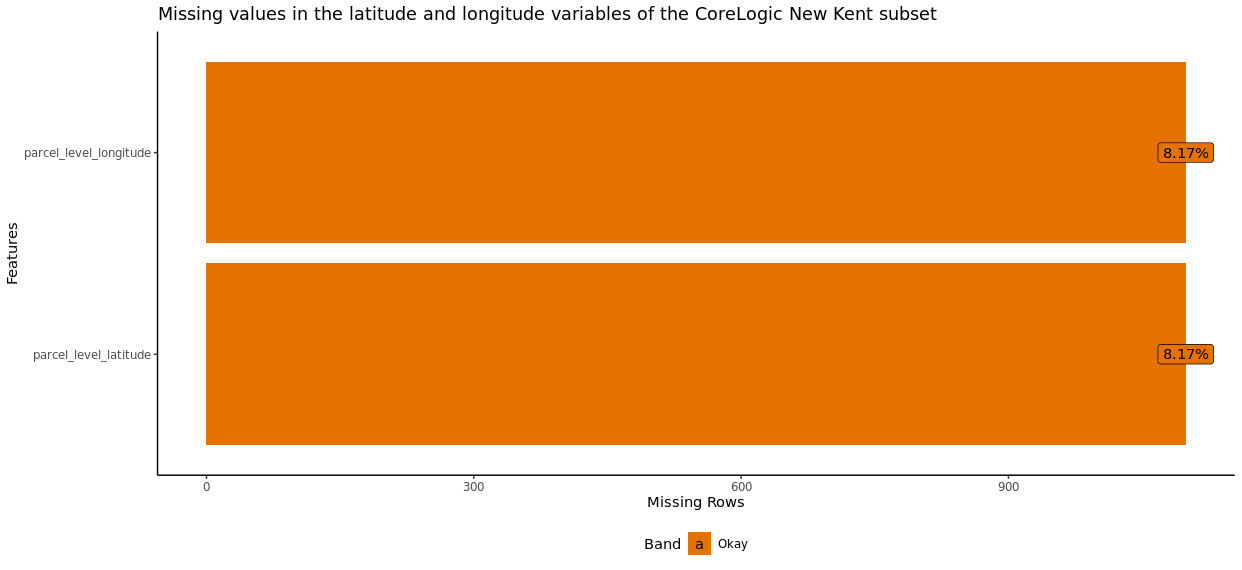 Missing values in the latitude and longitude variables of the CoreLogic New Kent subset
Features
parcel_level_longitude
8.17%
parcel_level_latitude
8.17%
0 300 600 900
Missing Rows
Band a Okay